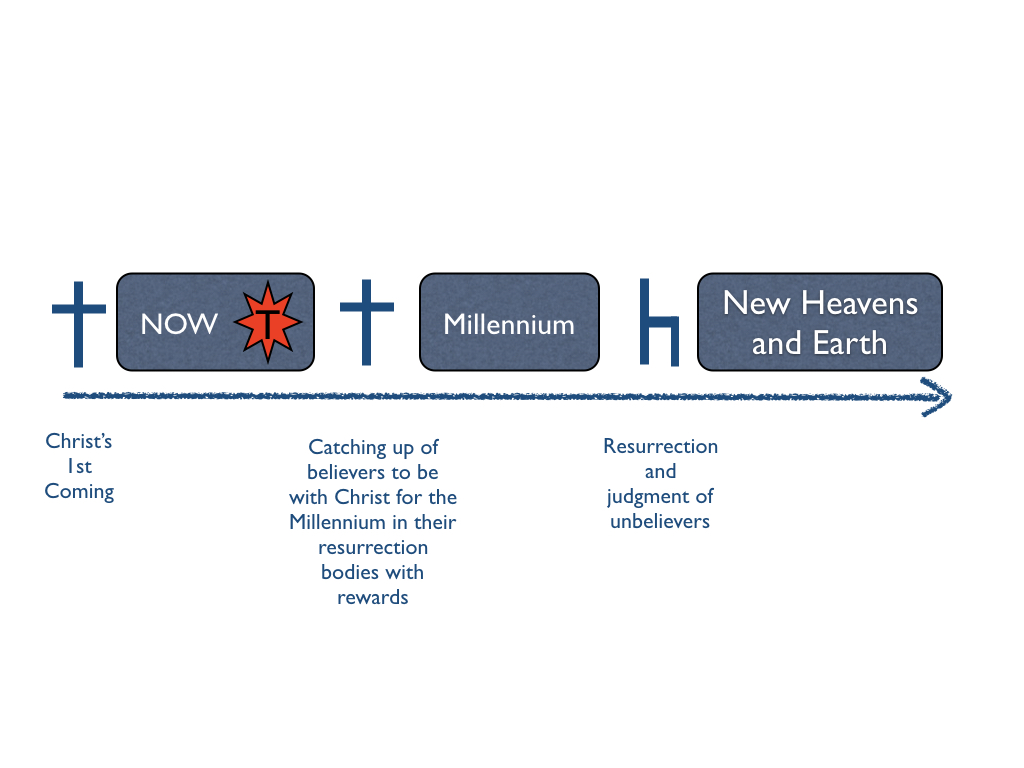 NOW
T
Millennium
New Heavens
and Earth
Christ's
1st
Coming
Catching up of
believers to be
with Christ for the
Millennium in their
resurrection
bodies with
rewards
Resurrection
and
judgment of
unbelievers